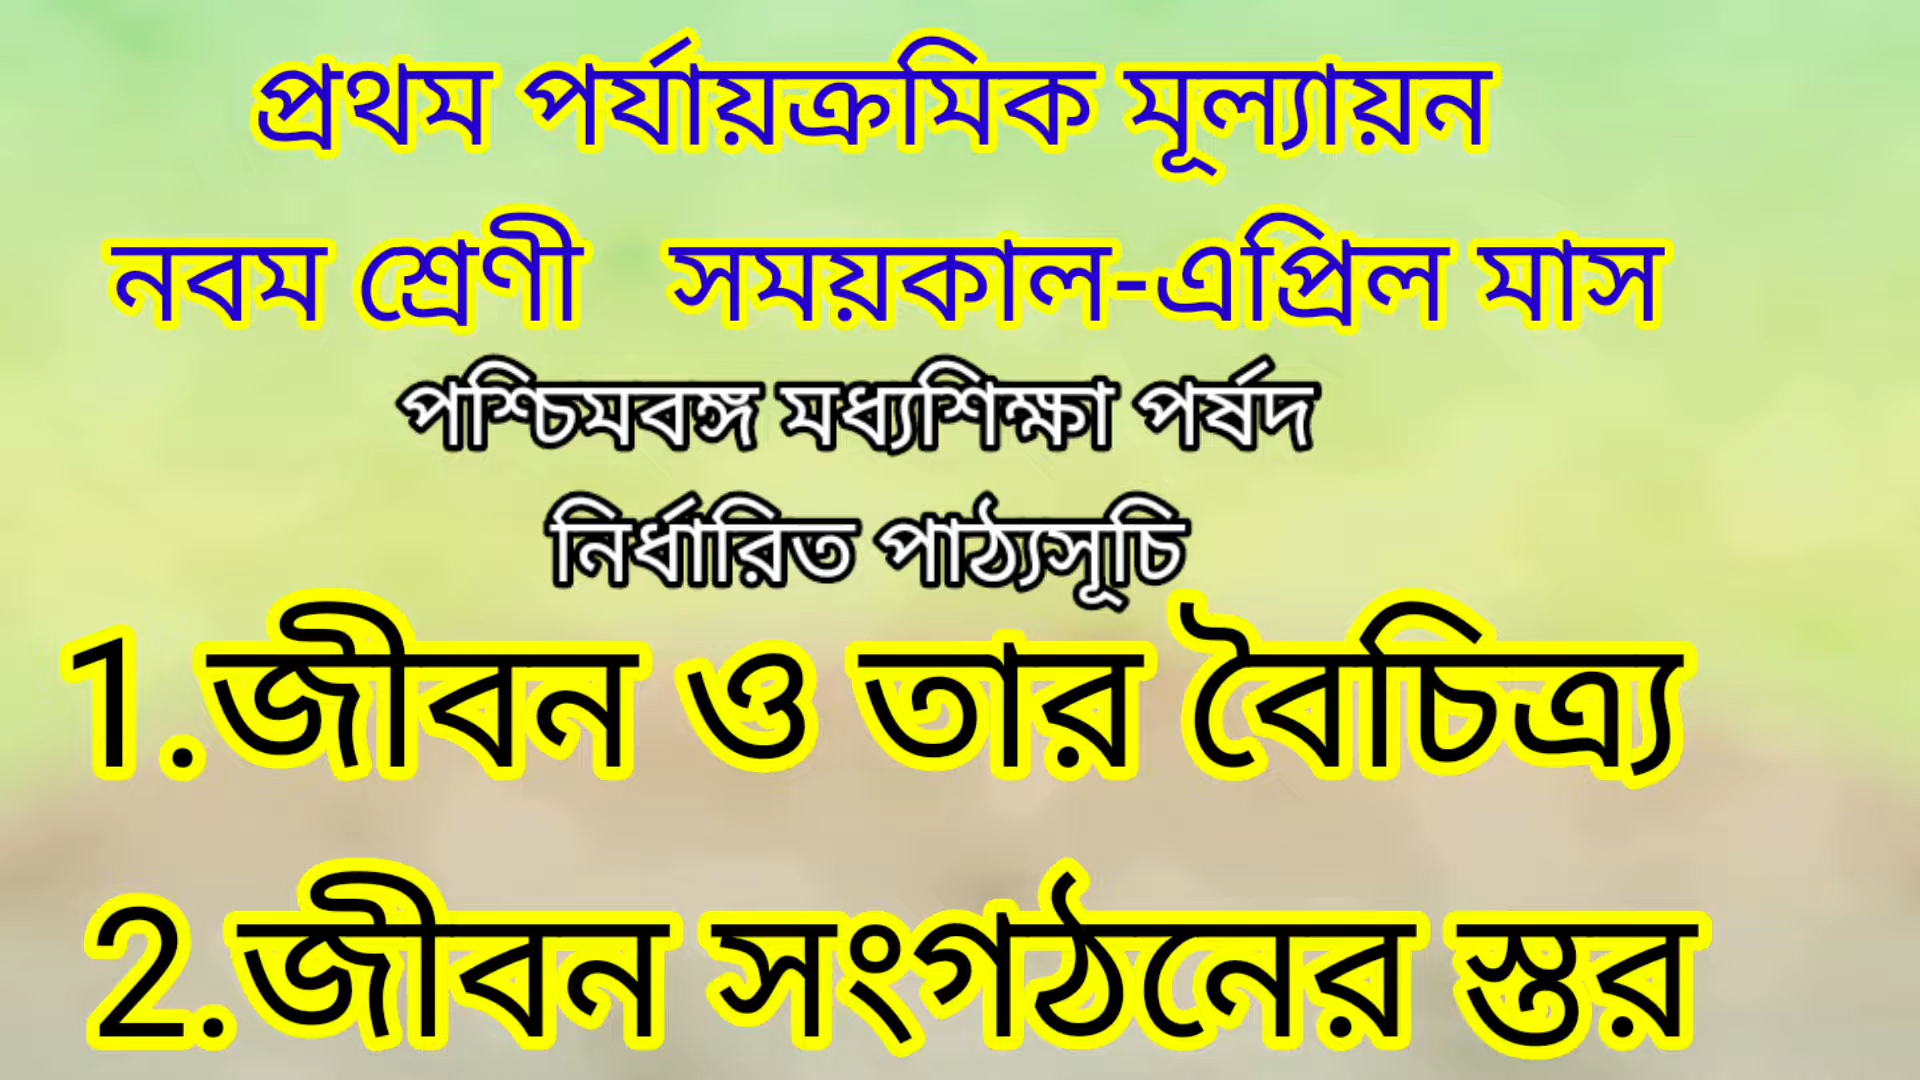 প্রথম পর্যায়ক্রমিক মূল্যায়ন
নবম শ্রেণী সময়কাল-এপ্রিল মাস
পশ্চিমবঙ্গ মধ্যশিক্ষা পর্ষদ
নির্ধারিত পাঠ্যসূচি
1.জীবন ও তার বৈচিত্র্য
2.জীবন সংগঠনের স্তর